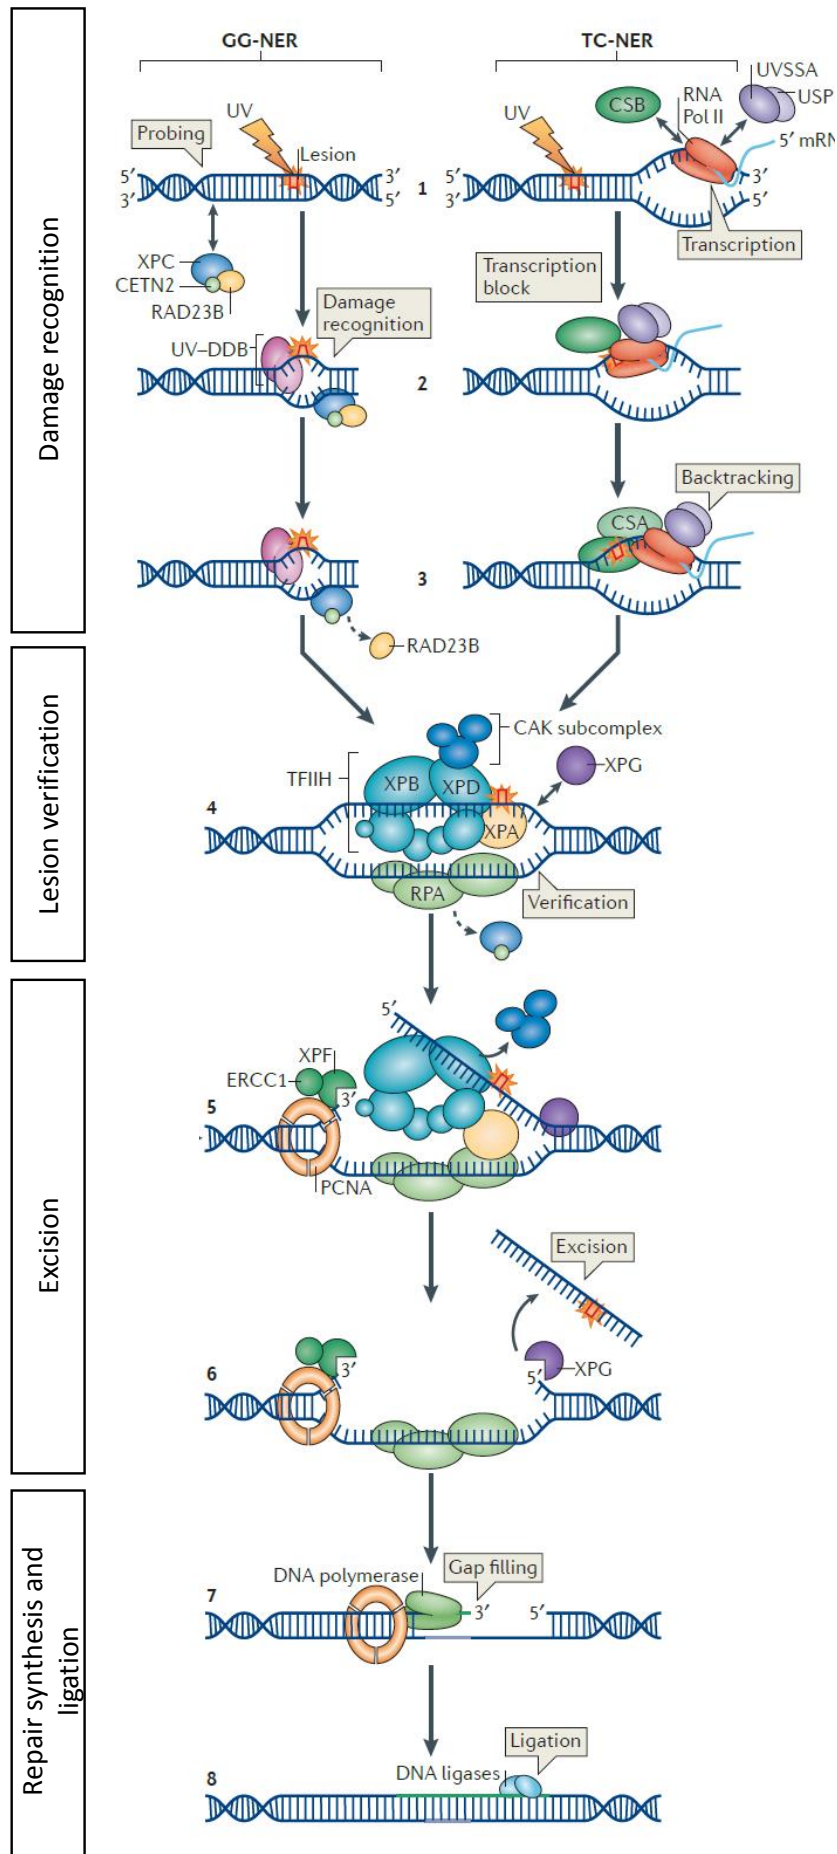 GG-NER
TC-NER
UV
Probing
Lesion
5′
3′
3′
5′
XPC
CETN2
RAD23B
1
UV
CSB
RNA
Pol II
UVSSA
USP
5′ mRN
5′
3′
3′
5′
Transcription
Damage recognition
UV–DDB
Damage
recognition
2
Transcription
block
3
RAD23B
CSA
Backtracking
Lesion verification
4
TFIIH
XPB
XPD
CAK subcomplex
XPG
XPA
RPA
Verification
Excision
5
5′
XPF
ERCC1
3′
PCNA
Excision
6
3′
5′
XPG
Repair synthesis and
ligation
7
DNA polymerase
Gap filling
3′
5′
8
DNA ligases
Ligation